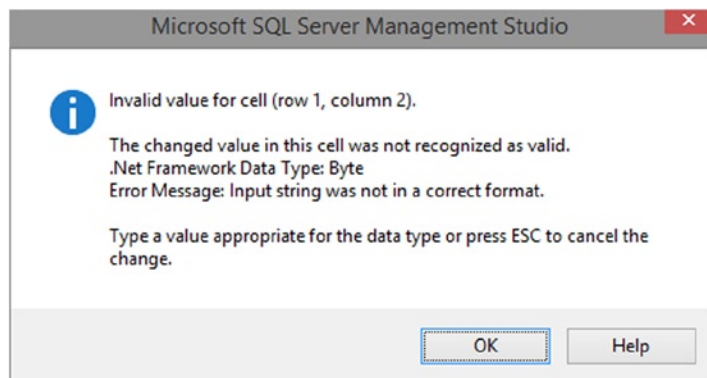 Microsoft SQL Server Management Studio
Invalid value for cell (row 1, column 2).
The changed value in this cell was not recognized as valid.
.Net Framework Data Type: Byte
Error Message: Input string was not in a correct format.
Type a value appropriate for the data type or press ESC to cancel the
change.
OK
Help